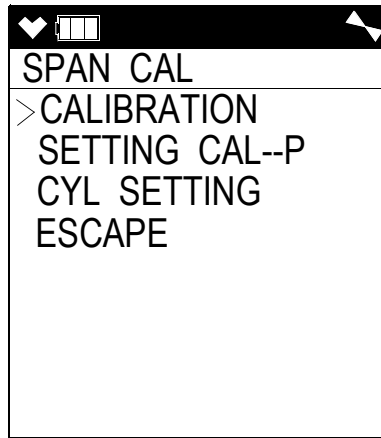 SPAN CAL
>CALIBRATION
SETTING CAL--P
CYL SETTING
ESCAPE